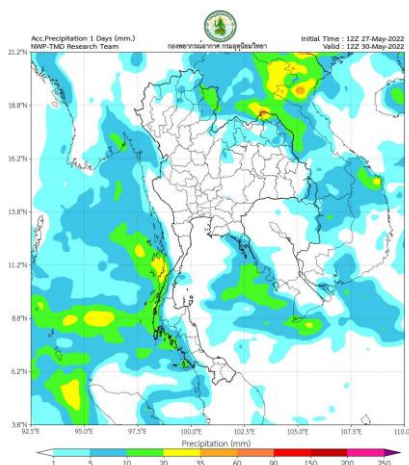 Acc.Precipitation 1 Days (mm.)
Initial Time : 12Z 27-May-2022
NWP-TMD Research Team
กองพยากรณ์อากาศ กรมอุตุนิยมวิทยา
Valid : 12Z 30-May-2022
21.2°N
18.8°N
16.2°N
13.8°N
11.2°N
8.8°N
6.2°N
3.8°N
92.5°E 95.0°E 97.5°E 100.0°E 102.5°E 105.0°E 107.5°E 110.0°E
Precipitation (mm)
1 5 10 20 35 60 90 150 200 250